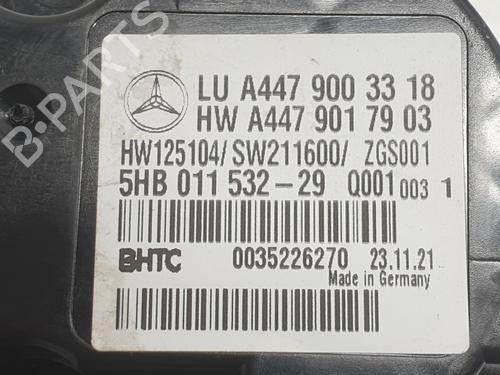 B-PARTS
LU A447 900 33 18
HW A447 901 79 03
HW125104/ SW211600/ ZGS001
5HB 011 532-29 Q001 003 1
BHTC 0035226270 23.11.21
Made in Germany